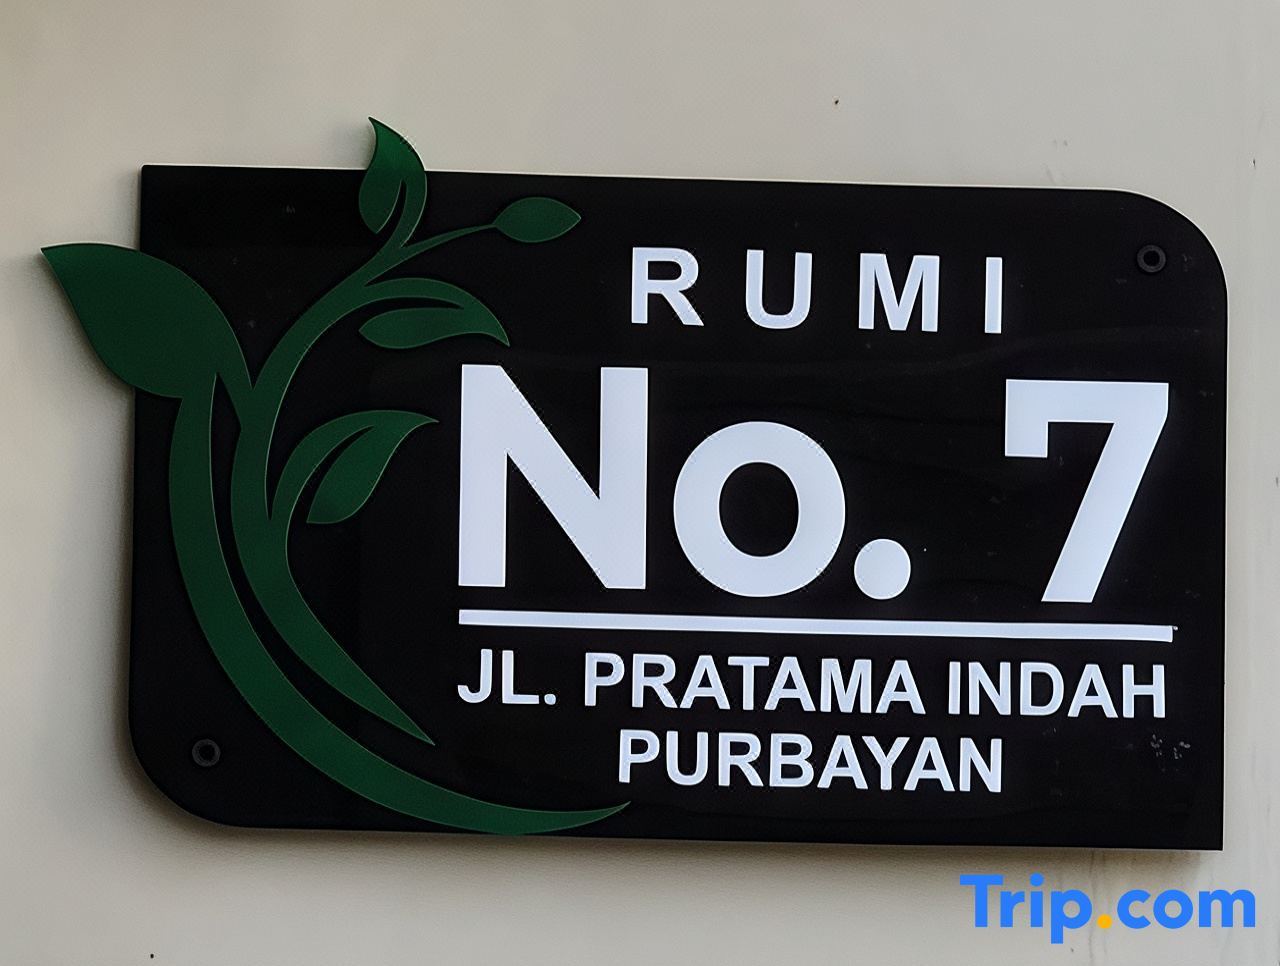 RUMI
No. 7
JL. PRATAMA INDAH
PURBAYAN
Trip.com